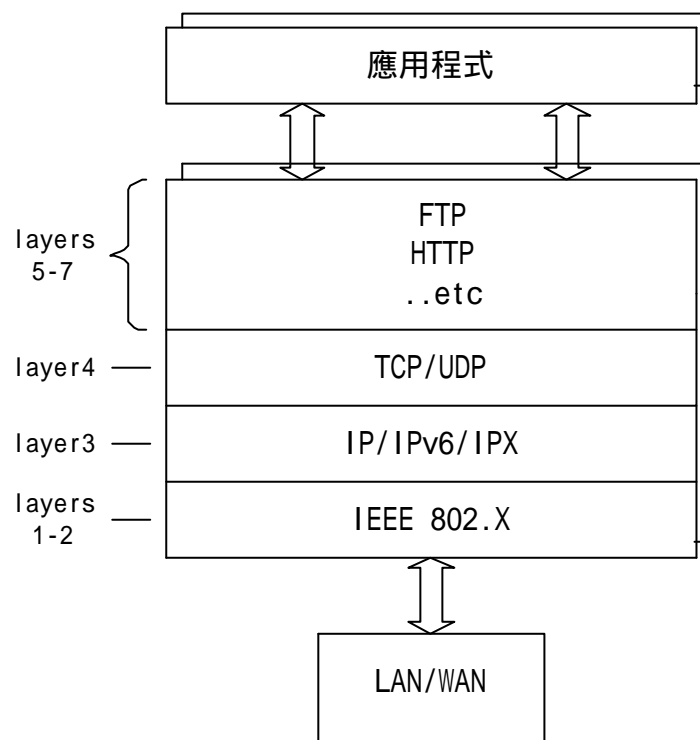 應用程式
layers
5-7
FTP
HTTP
..etc
layer4
TCP/UDP
layer3
IP/IPv6/IPX
layers
1-2
IEEE 802.X
LAN/WAN